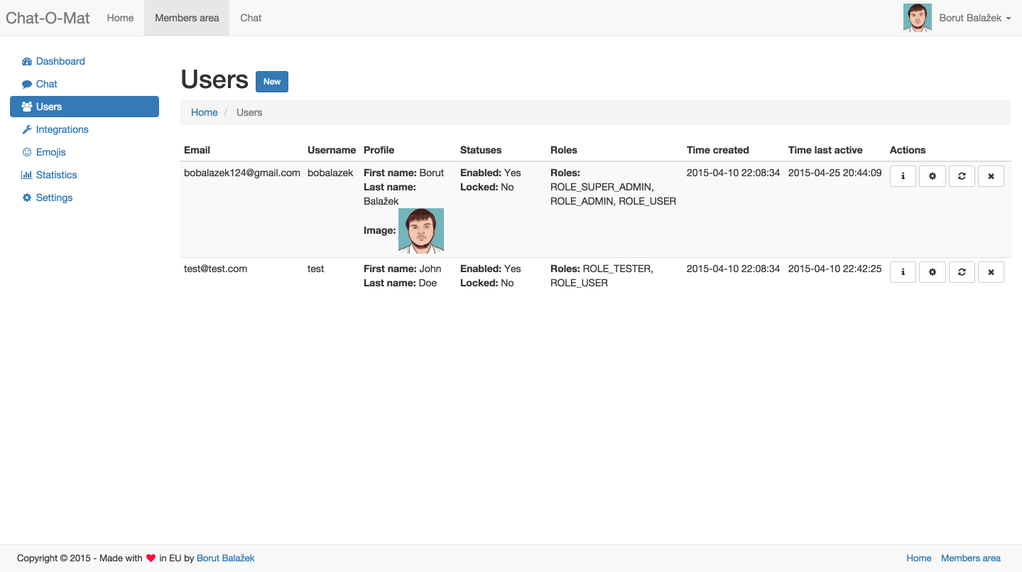 Chat-O-Mat Home Members area Chat Borut Balažek
Dashboard
Chat
Users
Integrations
Emojis
Statistics
Settings
Users New
Home / Users
Email Username Profile Statuses Roles Time created Time last active Actions
bobalazek124@gmail.com bobalazek First name: Borut Enabled: Yes Roles: 2015-04-10 22:08:34 2015-04-25 20:44:09
Last name: Locked: No ROLE_SUPER_ADMIN,
Balažek ROLE_ADMIN, ROLE_USER
Image:
test@test.com test First name: John Enabled: Yes Roles: ROLE_TESTER, 2015-04-10 22:08:34 2015-04-10 22:42:25
Last name: Doe Locked: No ROLE_USER
Copyright © 2015 - Made with ❤ in EU by Borut Balažek Home Members area